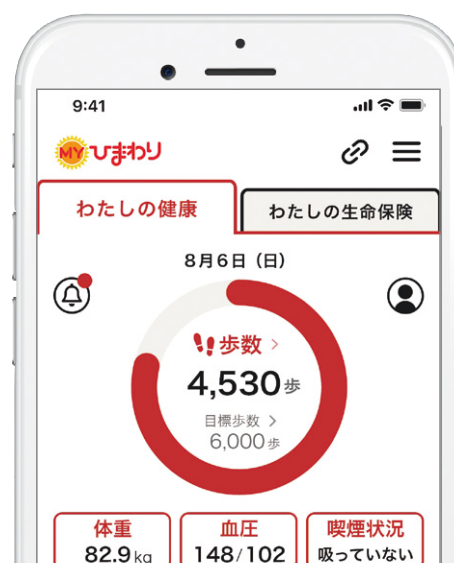 9:41
MYひまわり
わたしの健康
わたしの生命保険
8月6日（日）
歩数
4,530歩
目標歩数
6,000歩
体重 血圧 喫煙状況
82.9kg 148/102 吸っていない